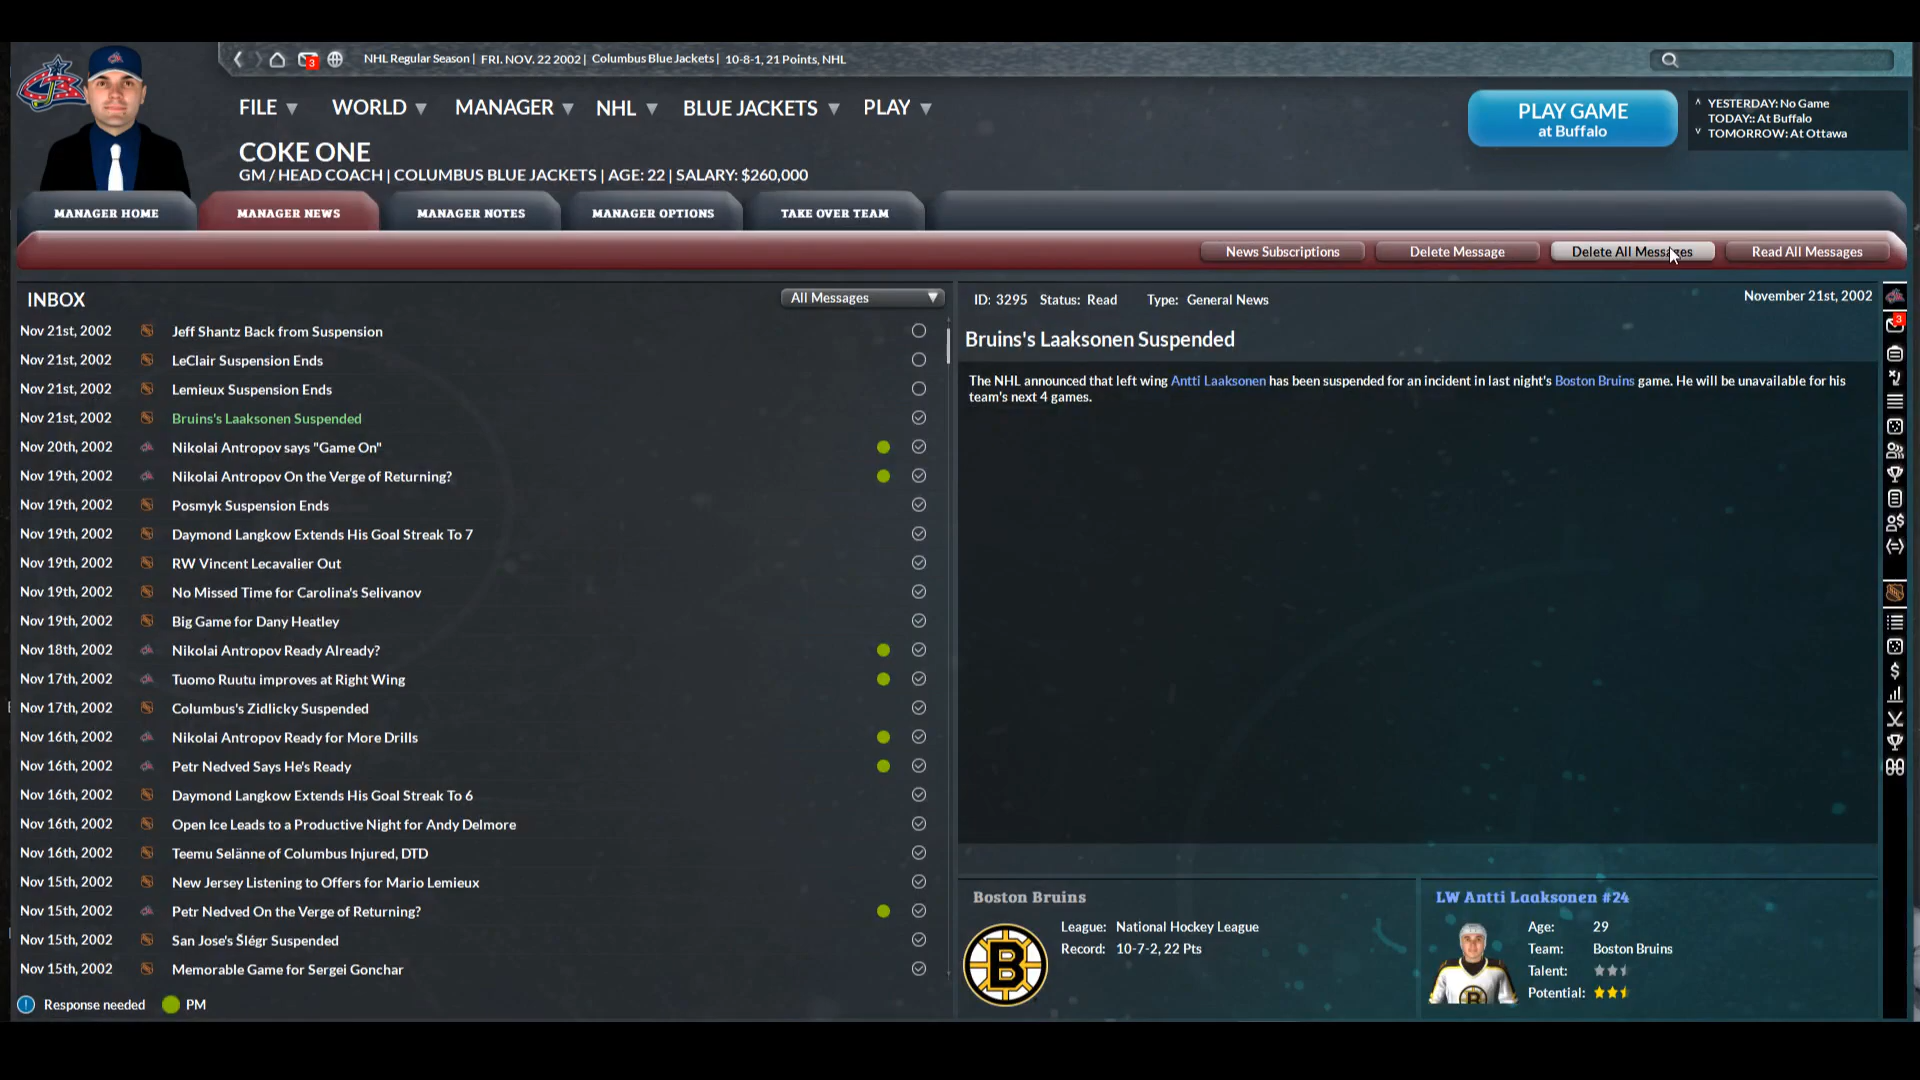 3
NHL Regular Season | FRI. NOV. 22 2002 | Columbus Blue Jackets | 10-8-1, 21 Points, NHL
FILE WORLD MANAGER NHL BLUE JACKETS PLAY
PLAY GAME
at Buffalo
YESTERDAY: No Game
TODAY:: At Buffalo
TOMORROW: At Ottawa
COKE ONE
GM / HEAD COACH | COLUMBUS BLUE JACKETS | AGE: 22 | SALARY: $260,000
MANAGER HOME MANAGER NEWS MANAGER NOTES MANAGER OPTIONS TAKE OVER TEAM
News Subscriptions Delete Message Delete All Messages Read All Messages
INBOX All Messages
Nov 21st, 2002 Jeff Shantz Back from Suspension
Nov 21st, 2002 LeClair Suspension Ends
Nov 21st, 2002 Lemieux Suspension Ends
Nov 21st, 2002 Bruins's Laaksonen Suspended
Nov 20th, 2002 Nikolai Antropov says "Game On"
Nov 19th, 2002 Nikolai Antropov On the Verge of Returning?
Nov 19th, 2002 Posmyk Suspension Ends
Nov 19th, 2002 Daymond Langkow Extends His Goal Streak To 7
Nov 19th, 2002 RW Vincent Lecavalier Out
Nov 19th, 2002 No Missed Time for Carolina's Selivanov
Nov 19th, 2002 Big Game for Dany Heatley
Nov 18th, 2002 Nikolai Antropov Ready Already?
Nov 17th, 2002 Tuomo Ruutu improves at Right Wing
Nov 17th, 2002 Columbus's Zidlicky Suspended
Nov 16th, 2002 Nikolai Antropov Ready for More Drills
Nov 16th, 2002 Petr Nedved Says He's Ready
Nov 16th, 2002 Daymond Langkow Extends His Goal Streak To 6
Nov 16th, 2002 Open Ice Leads to a Productive Night for Andy Delmore
Nov 16th, 2002 Teemu Selänne of Columbus Injured, DTD
Nov 15th, 2002 New Jersey Listening to Offers for Mario Lemieux
Nov 15th, 2002 Petr Nedved On the Verge of Returning?
Nov 15th, 2002 San Jose's Šlégr Suspended
Nov 15th, 2002 Memorable Game for Sergei Gonchar
Response needed PM
ID: 3295 Status: Read Type: General News November 21st, 2002
3
Bruins's Laaksonen Suspended
The NHL announced that left wing Antti Laaksonen has been suspended for an incident in last night's Boston Bruins game. He will be unavailable for his
team's next 4 games.
Boston Bruins
League: National Hockey League
Record: 10-7-2, 22 Pts
LW Antti Laaksonen #24
Age: 29
Team: Boston Bruins
Talent:
Potential: